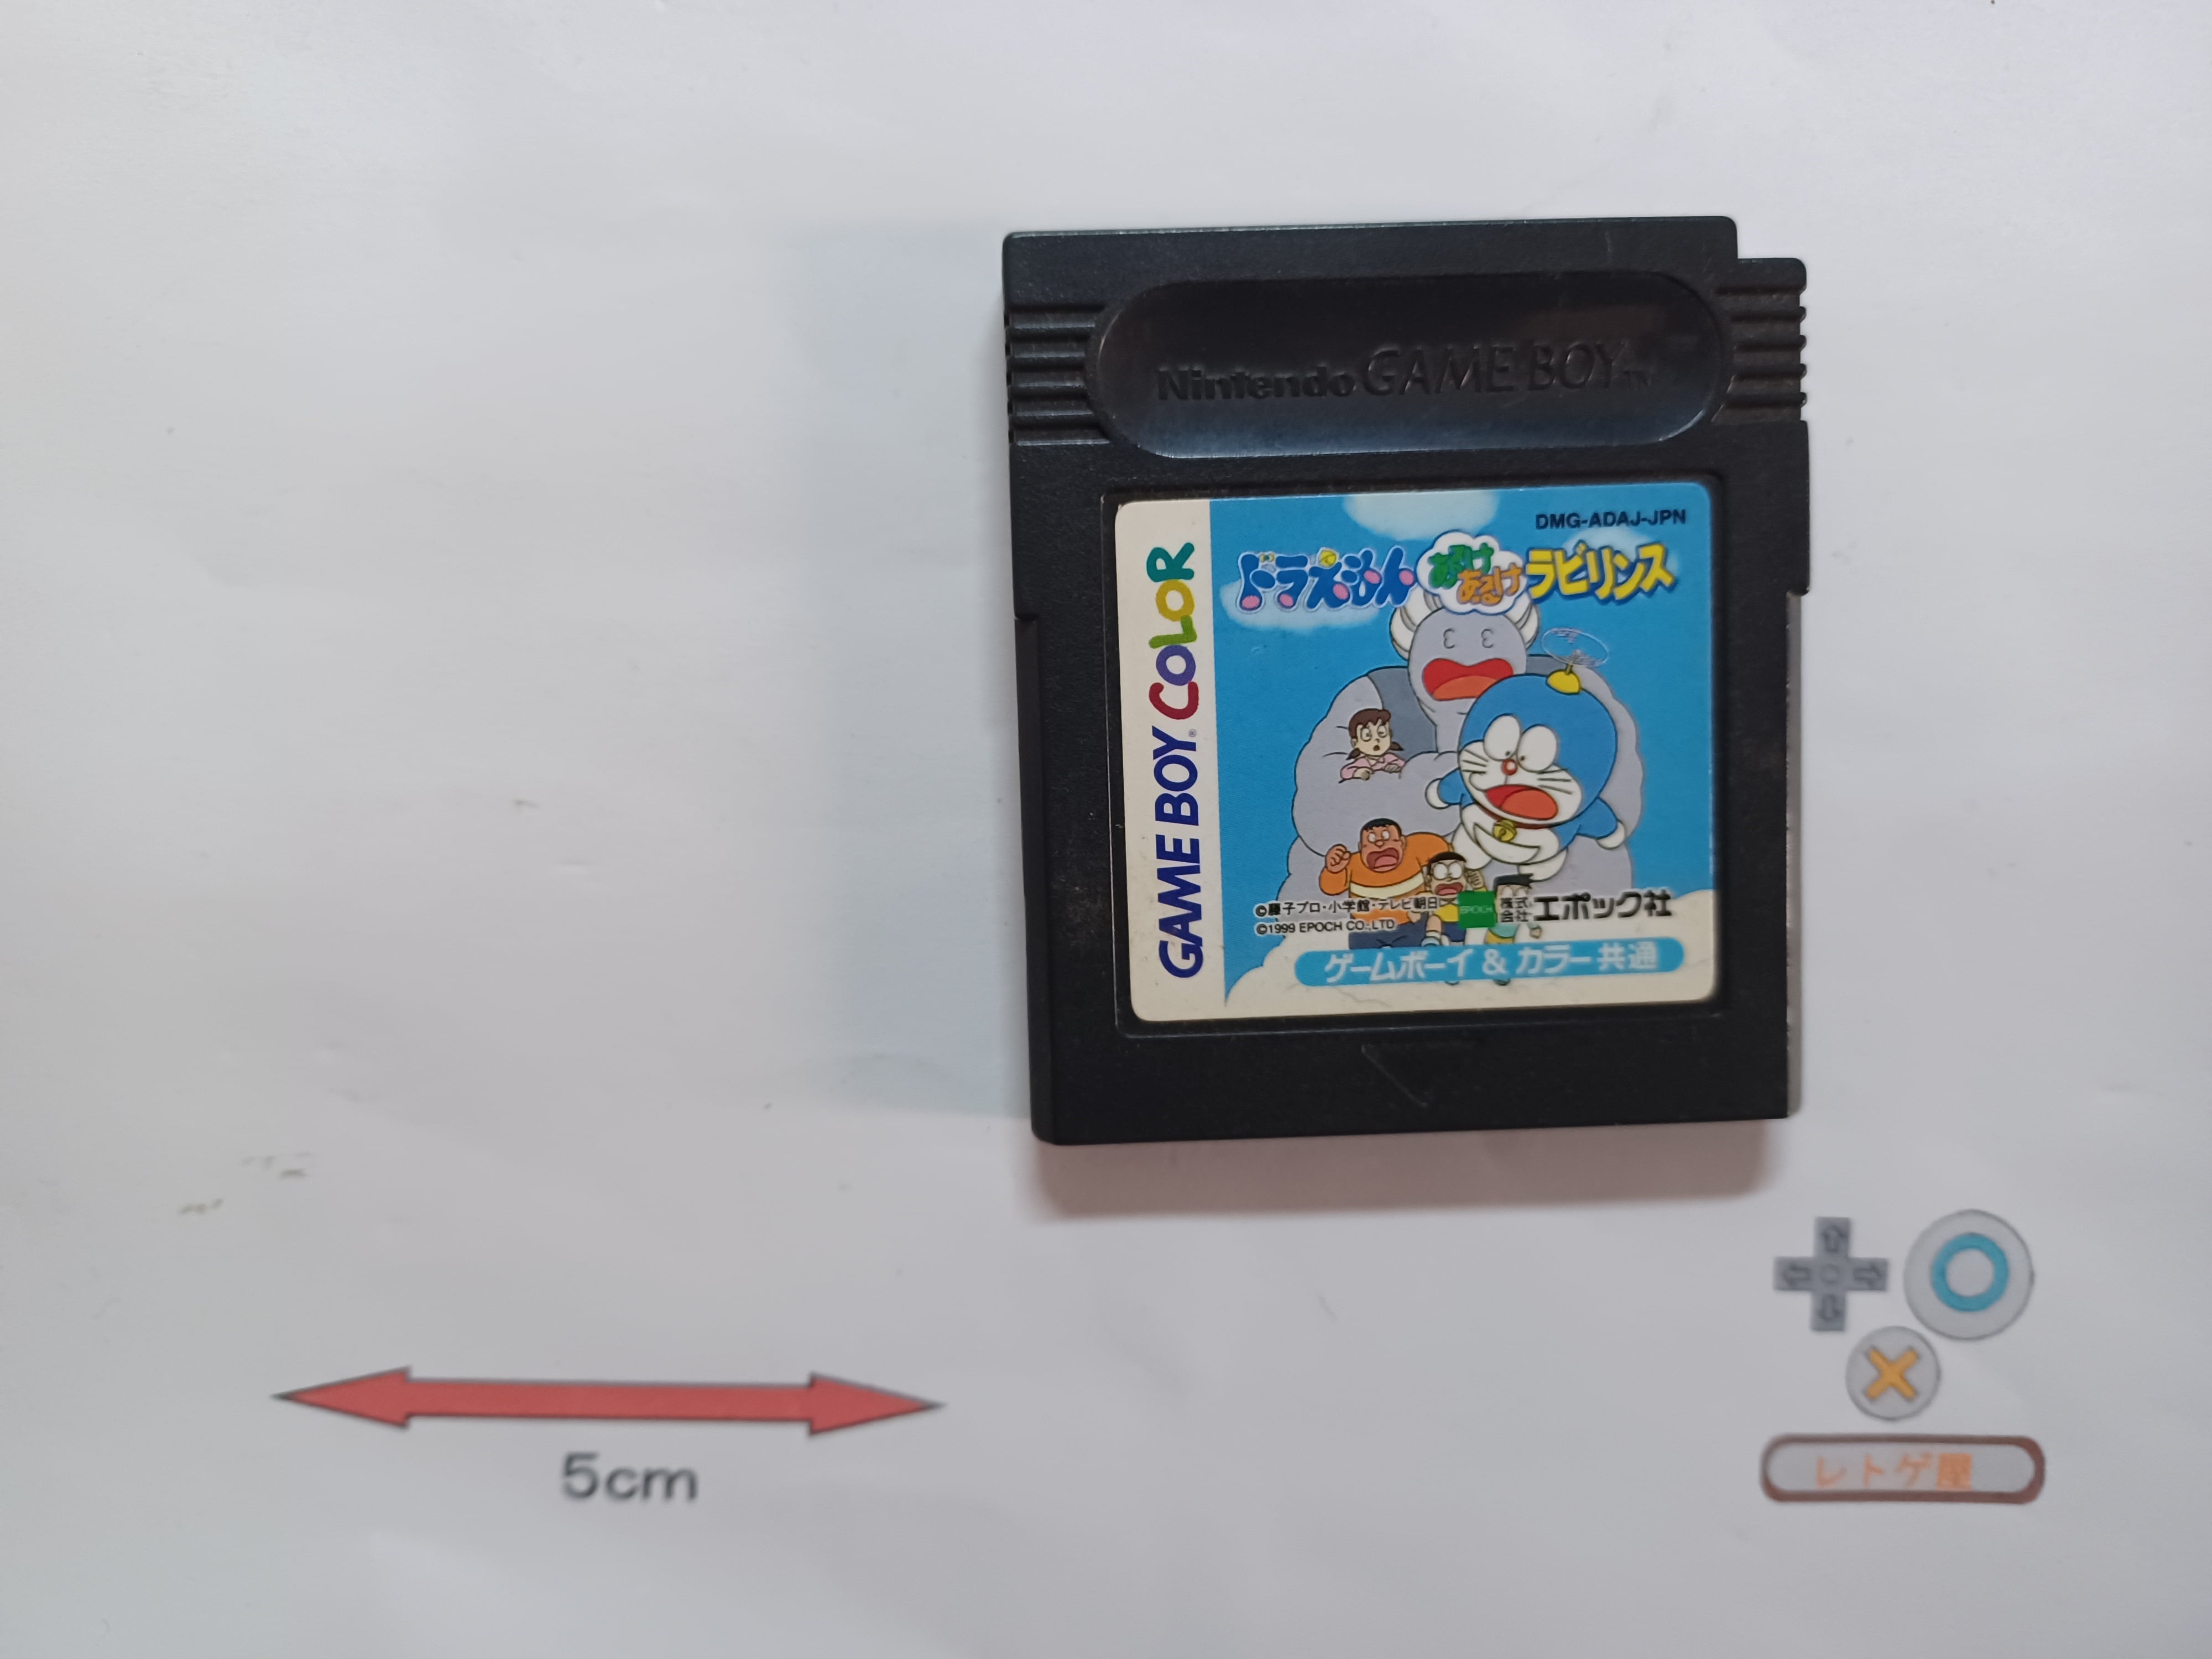 Nintendo GAME BOY TM
GAME BOY COLOR
DMG-ADAJ-JPN
ドラえもん あるけあるけ ラビリンス
©藤子プロ・小学館・テレビ朝日
©1999 EPOCH CO.,LTD
EPOCH
株式会社 エポック社
ゲームボーイ & カラー 共通
5cm
レトゲ屋